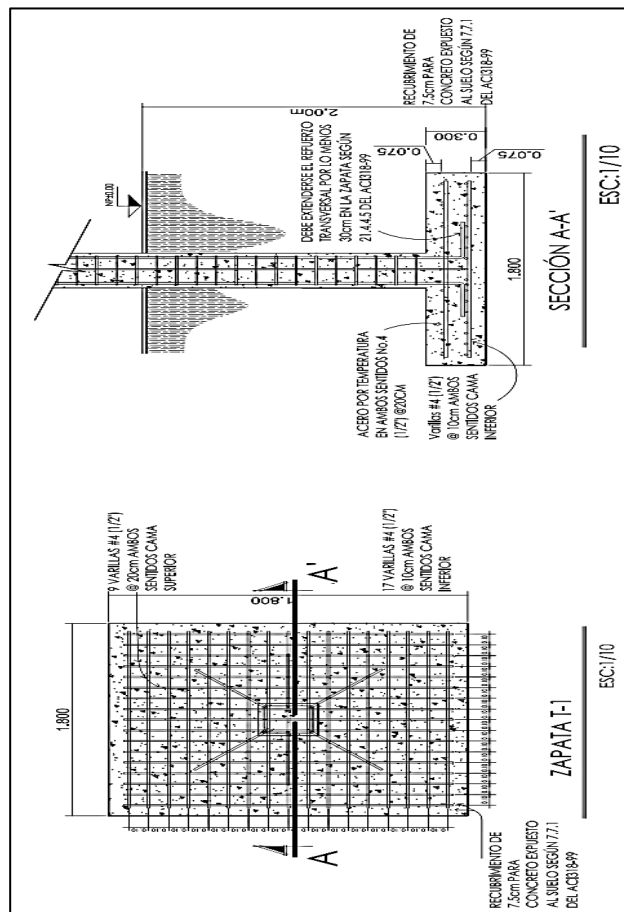 NP±0.00
2.00m
DEBE EXTENDERSE EL REFUERZO
TRANSVERSAL POR LO MENOS
30cm EN LA ZAPATA SEGÚN
21.4.4.5 DEL ACI318-99
RECUBRIMIENTO DE
7.5cm PARA
CONCRETO EXPUESTO
AL SUELO SEGÚN 7.7.1
DEL ACI318-99
0.075
0.300
0.075
ACERO POR TEMPERATURA
EN AMBOS SENTIDOS No.4
(1/2") @20CM
Varillas #4 (1/2")
@ 10cm AMBOS
SENTIDOS CAMA
INFERIOR
1.800
SECCIÓN A-A'
ESC:1/10
1.800
9 VARILLAS #4 (1/2")
@ 20cm AMBOS
SENTIDOS CAMA
SUPERIOR
1.800
A
A'
17 VARILLAS #4 (1/2")
@ 10cm AMBOS
SENTIDOS CAMA
INFERIOR
RECUBRIMIENTO DE
7.5cm PARA
CONCRETO EXPUESTO
AL SUELO SEGÚN 7.7.1
DEL ACI318-99
ZAPATA T-1
ESC:1/10